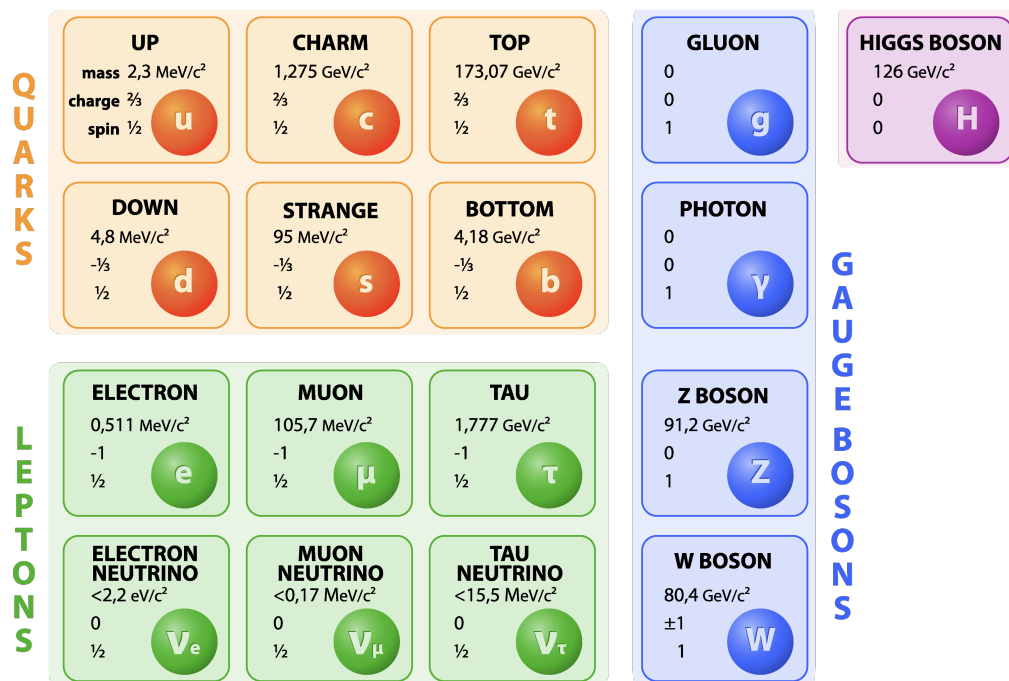 QUARKS
UP
mass 2,3 MeV/c²
charge ⅔
spin ½
u
CHARM
1,275 GeV/c²
⅔
½
c
TOP
173,07 GeV/c²
⅔
½
t
GLUON
0
0
1
g
HIGGS BOSON
126 GeV/c²
0
0
H
DOWN
4,8 MeV/c²
-⅓
½
d
STRANGE
95 MeV/c²
-⅓
½
s
BOTTOM
4,18 GeV/c²
-⅓
½
b
PHOTON
0
0
1
γ
GAUGE BOSONS
LEPTONS
ELECTRON
0,511 MeV/c²
-1
½
e
MUON
105,7 MeV/c²
-1
½
μ
TAU
1,777 GeV/c²
-1
½
τ
Z BOSON
91,2 GeV/c²
0
1
Z
ELECTRON
NEUTRINO
<2,2 eV/c²
0
½
νe
MUON
NEUTRINO
<0,17 MeV/c²
0
½
νμ
TAU
NEUTRINO
<15,5 MeV/c²
0
½
ντ
W BOSON
80,4 GeV/c²
±1
1
W